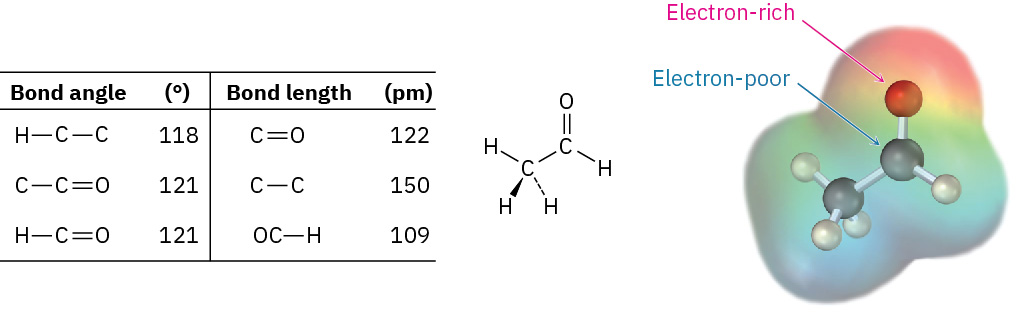 Bond angle (°) Bond length (pm)
H—C—C 118 C=O 122
C—C=O 121 C—C 150
H—C=O 121 OC—H 109
O
H C H
C
H H
Electron-rich
Electron-poor